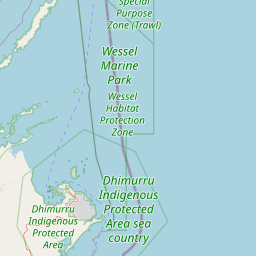 Special
Purpose
Zone (Trawl)
Wessel
Marine
Park
Wessel
Habitat
Protection
Zone
Dhimurru
Indigenous
Protected
Area sea
country
Dhimurru
Indigenous
Protected
Area